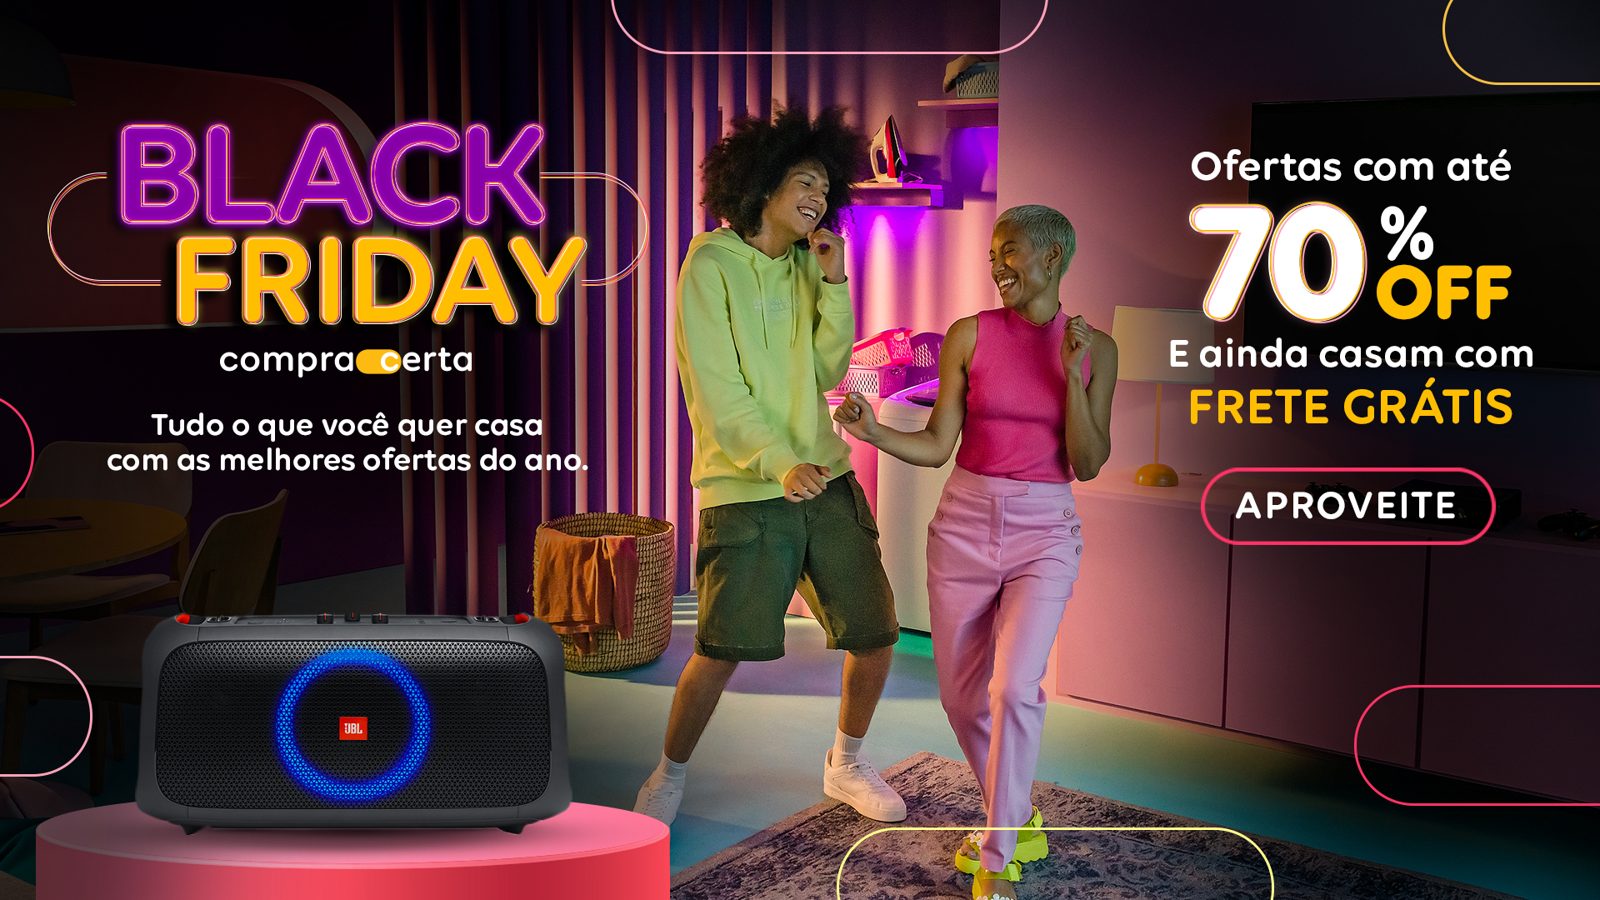 BLACK
FRIDAY
compra certa
Tudo o que você quer casa
com as melhores ofertas do ano.
JBL
Ofertas com até
70%
OFF
E ainda casam com
FRETE GRÁTIS
APROVEITE